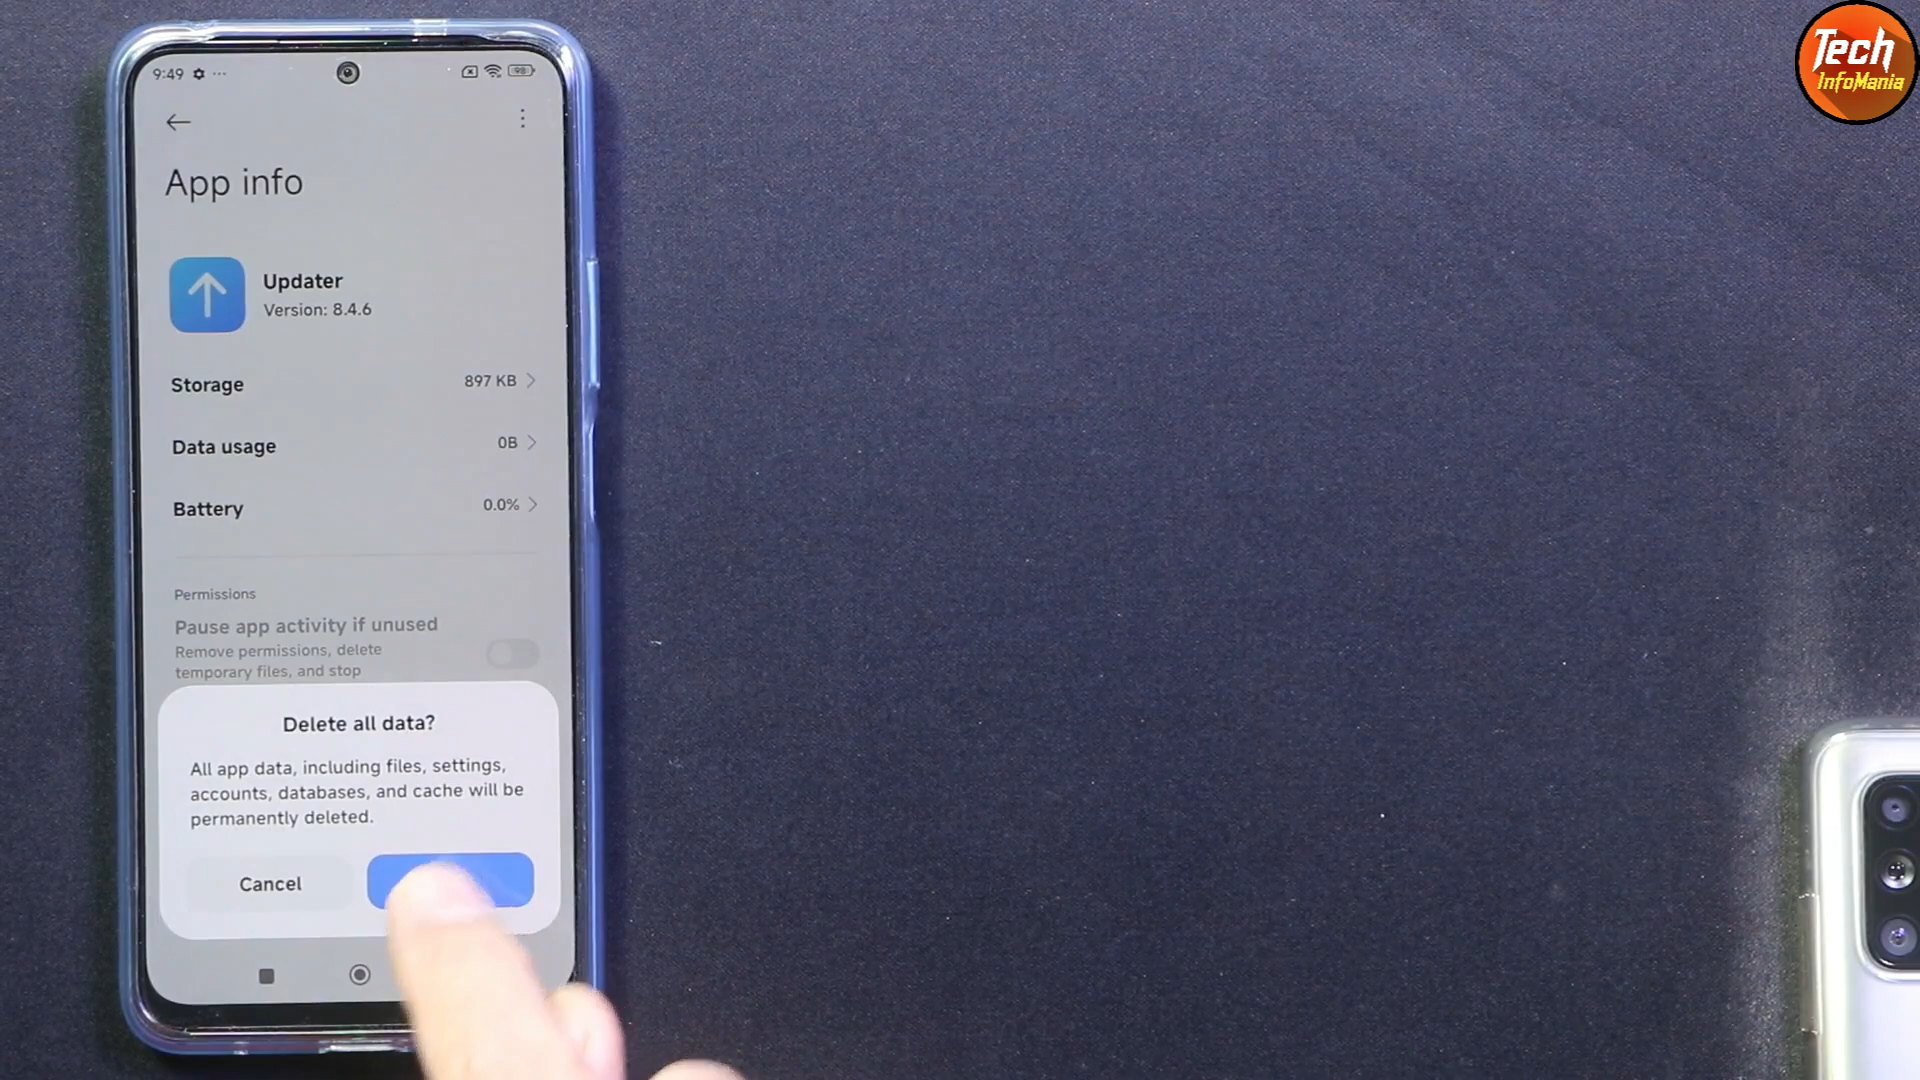 9:49
98
App info
Updater
Version: 8.4.6
Storage
897 KB
Data usage
0B
Battery
0.0%
Permissions
Pause app activity if unused
Remove permissions, delete
temporary files, and stop
Delete all data?
All app data, including files, settings,
accounts, databases, and cache will be
permanently deleted.
Cancel
Tech
InfoMania